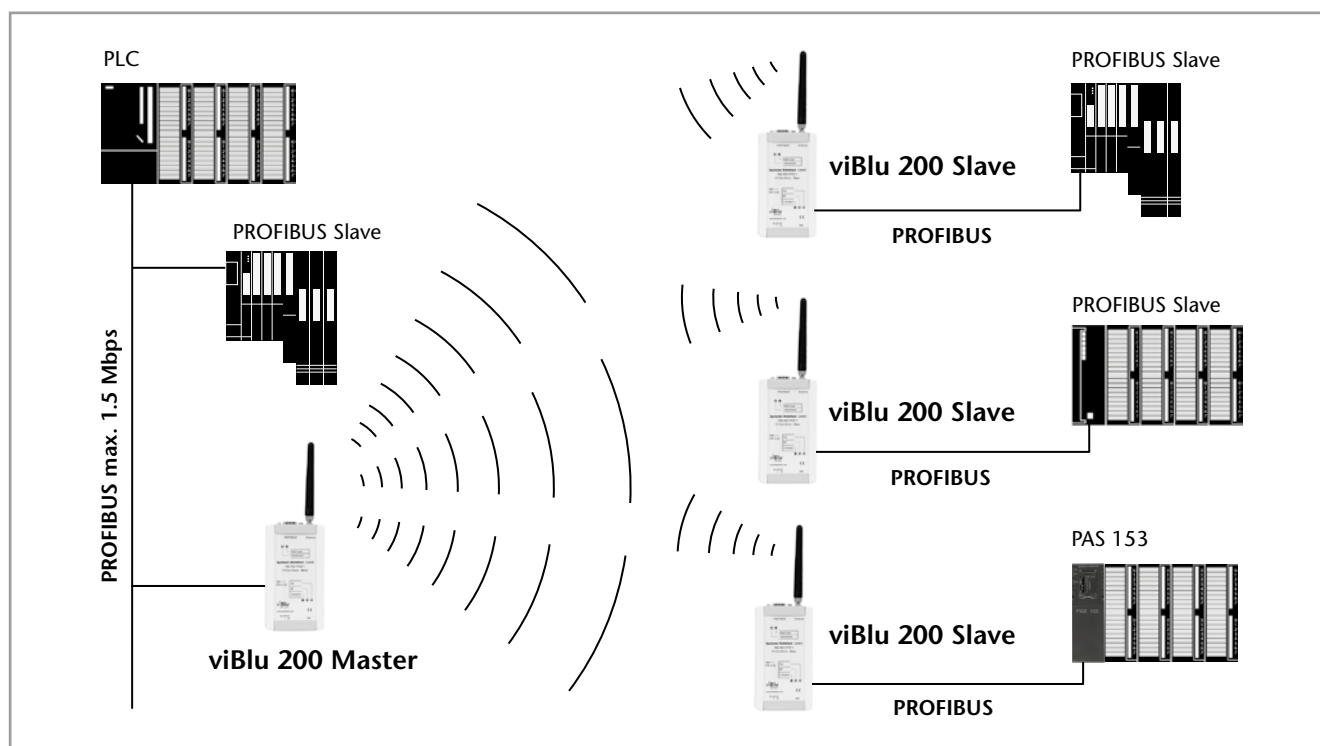 PLC
PROFIBUS Slave
PROFIBUS max. 1.5 Mbps
viBlu 200 Master
viBlu 200 Slave
PROFIBUS Slave
PROFIBUS
viBlu 200 Slave
PROFIBUS Slave
PROFIBUS
viBlu 200 Slave
PAS 153
PROFIBUS